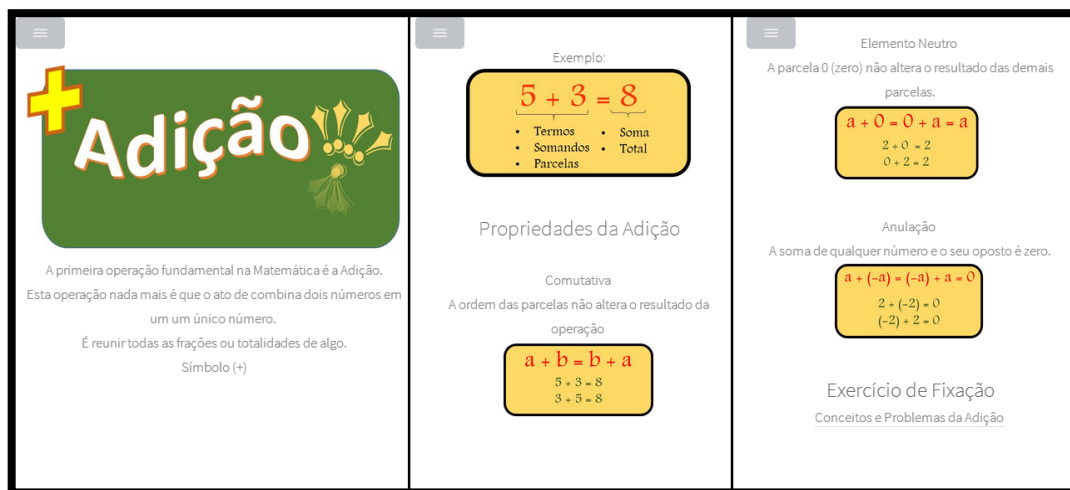 Adição
A primeira operação fundamental na Matemática é a Adição.
Esta operação nada mais é que o ato de combina dois números em
um um único número.
É reunir todas as frações ou totalidades de algo.
Símbolo (+)
Exemplo:
5 + 3 = 8
• Termos
• Somandos
• Parcelas
• Soma
• Total
Propriedades da Adição
Comutativa
A ordem das parcelas não altera o resultado da
operação
a + b = b + a
5 + 3 = 8
3 + 5 = 8
Elemento Neutro
A parcela 0 (zero) não altera o resultado das demais
parcelas.
a + 0 = 0 + a = a
2 + 0 = 2
0 + 2 = 2
Anulação
A soma de qualquer número e o seu oposto é zero.
a + (-a) = (-a) + a = 0
2 + (-2) = 0
(-2) + 2 = 0
Exercício de Fixação
Conceitos e Problemas da Adição